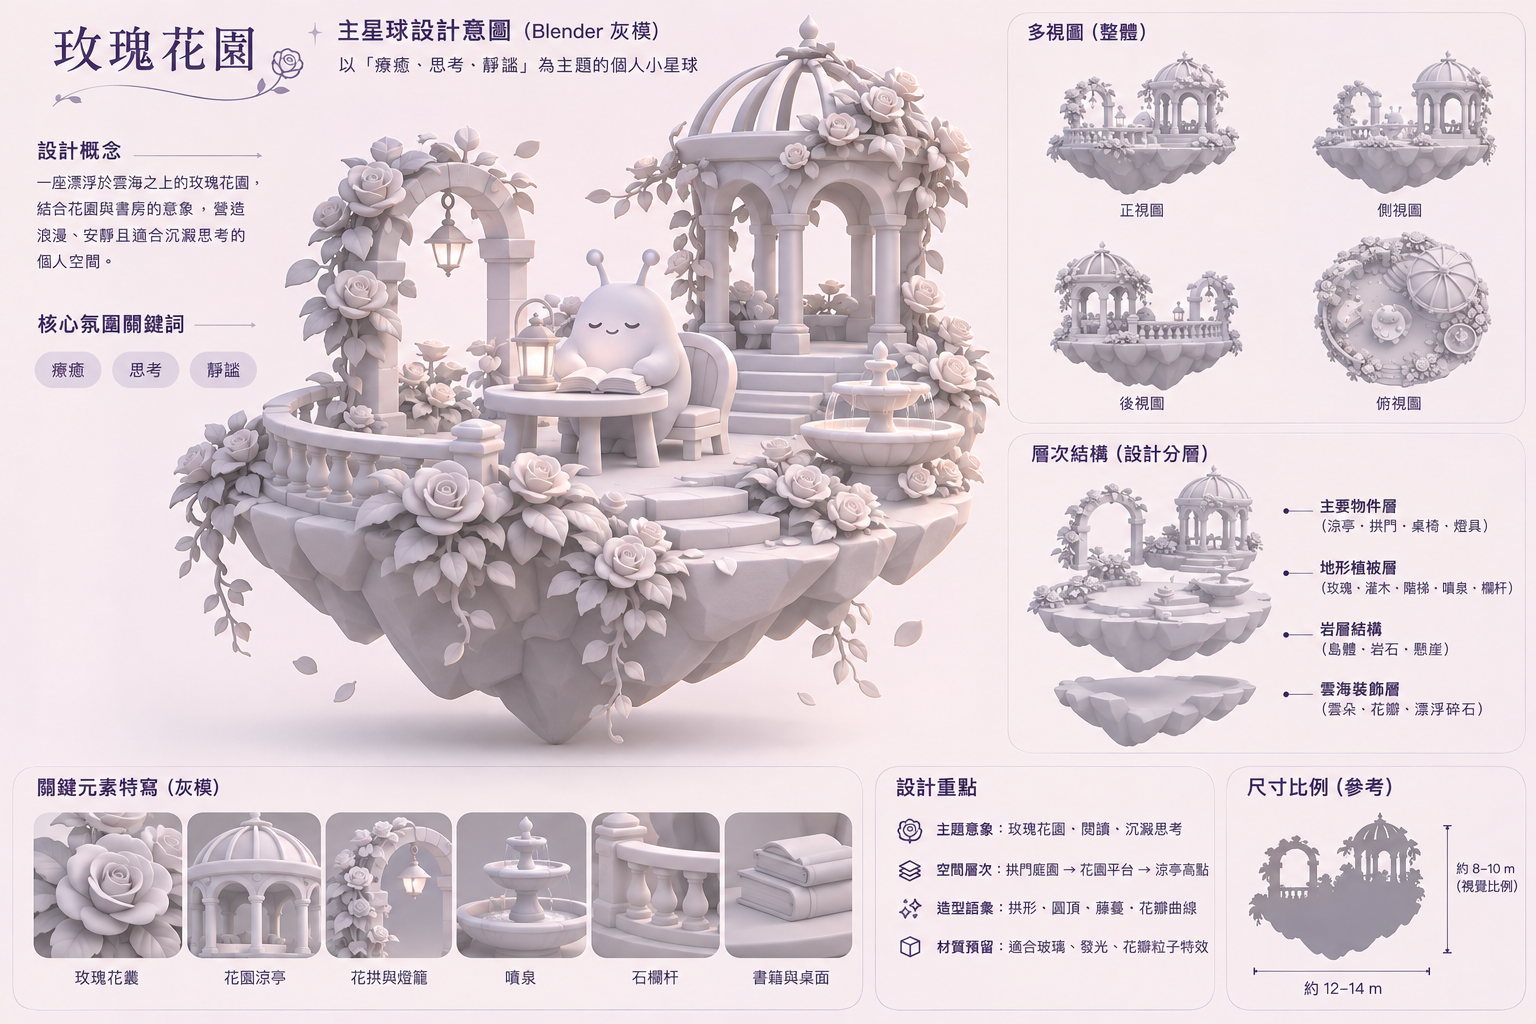 玫瑰花園
主星球設計意圖（Blender 灰模）
以「療癒、思考、靜謐」為主題的個人小星球
設計概念
一座漂浮於雲海之上的玫瑰花園，
結合花園與書房的意象，營造
浪漫、安靜且適合沉澱思考的
個人空間。
核心氛圍關鍵詞
療癒
思考
靜謐
多視圖（整體）
正視圖
側視圖
後視圖
俯視圖
層次結構（設計分層）
主要物件層
（涼亭・拱門・桌椅・燈具）
地形植被層
（玫瑰・灌木・階梯・噴泉・欄杆）
岩層結構
（島體・岩石・懸崖）
雲海裝飾層
（雲朵、花瓣、漂浮碎石）
關鍵元素特寫（灰模）
玫瑰花叢
花園涼亭
花拱與燈籠
噴泉
石欄杆
書籍與桌面
設計重點
主題意象：玫瑰花園、閱讀、沉澱思考
空間層次：拱門庭園 → 花園平台 → 涼亭高點
造型語彙：拱形、圓頂、藤蔓・花瓣曲線
材質預留：適合玻璃、發光、花瓣粒子特效
尺寸比例（參考）
約 8–10 m
（視覺比例）
約 12–14 m